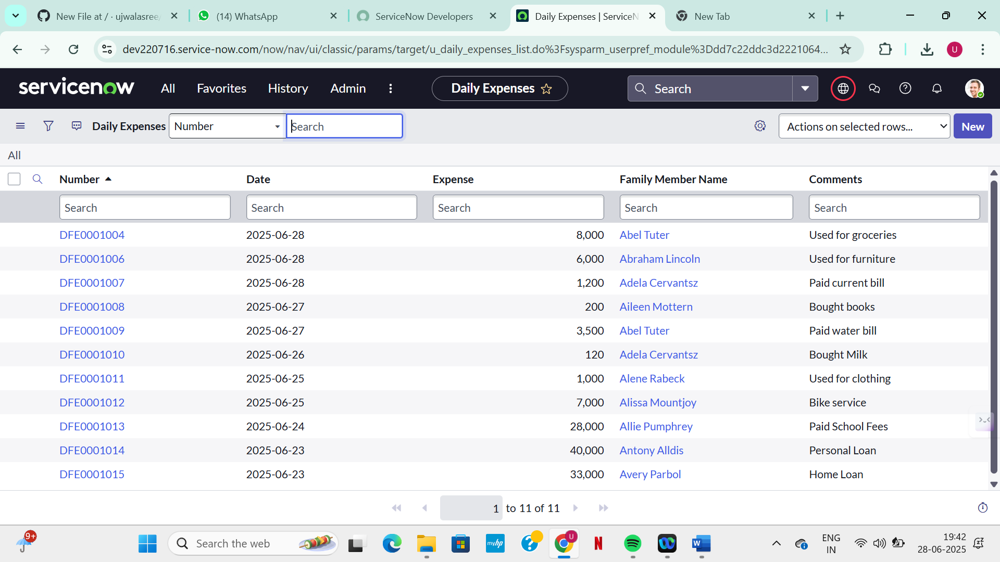 New File at / · ujwalasree/
(14) WhatsApp
ServiceNow Developers
Daily Expenses | ServiceN
New Tab
dev220716.service-now.com/now/nav/ui/classic/params/target/u_daily_expenses_list.do%3Fsysparm_userpref_module%3Ddd7c22ddc3d2221064...
U
servicenow
All
Favorites
History
Admin
Daily Expenses
Search
Daily Expenses
Number
Search
Actions on selected rows...
New
All
Number Date Expense Family Member Name Comments
Search Search Search Search Search
DFE0001004 2025-06-28 8,000 Abel Tuter Used for groceries
DFE0001006 2025-06-28 6,000 Abraham Lincoln Used for furniture
DFE0001007 2025-06-28 1,200 Adela Cervantsz Paid current bill
DFE0001008 2025-06-27 200 Aileen Mottern Bought books
DFE0001009 2025-06-27 3,500 Abel Tuter Paid water bill
DFE0001010 2025-06-26 120 Adela Cervantsz Bought Milk
DFE0001011 2025-06-25 1,000 Alene Rabeck Used for clothing
DFE0001012 2025-06-25 7,000 Alissa Mountjoy Bike service
DFE0001013 2025-06-24 28,000 Allie Pumphrey Paid School Fees
DFE0001014 2025-06-23 40,000 Antony Alldis Personal Loan
DFE0001015 2025-06-23 33,000 Avery Parbol Home Loan
1 to 11 of 11
9+
Search the web
myhp
?
U
N
W
ENG
IN
19:42
28-06-2025